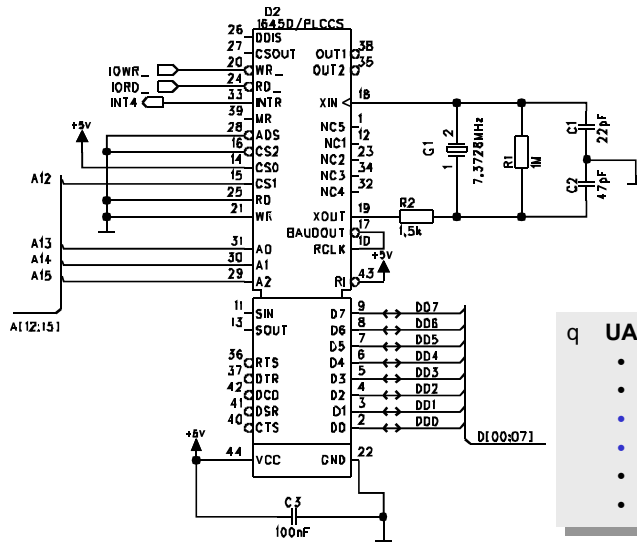 D2
1645D/PLCCS
26 DDIS
27 CSOUT OUT1 38
IOWR_ 20 WR_ OUT2 35
IORD_ 24 RD_
INT4 33 INTR XIN 18
39 MR
+5V 28 ADS NC5 1
16 CS2 NC1 12
14 CS0 NC2 23
A12 15 CS1 NC3 34
25 RD NC4 32
21 WR XOUT 19 R2 1,5k
BAUDOUT 17
A13 31 A0 RCLK 10
A14 30 A1 +5V
A15 29 A2 RI 43
G1 2 1 7,3728MHz
R1 1M
C1 22pF
C2 47pF
A[12:15]
11 SIN D7 9 DD7
13 SOUT D6 8 DD6
D5 7 DD5
36 RTS D4 6 DD4
37 DTR D3 5 DD3
42 DCD D2 4 DD2
41 DSR D1 3 DD1
40 CTS D0 2 DD0
D[00:07]
+5V
44 VCC GND 22
C3
100nF
q UA